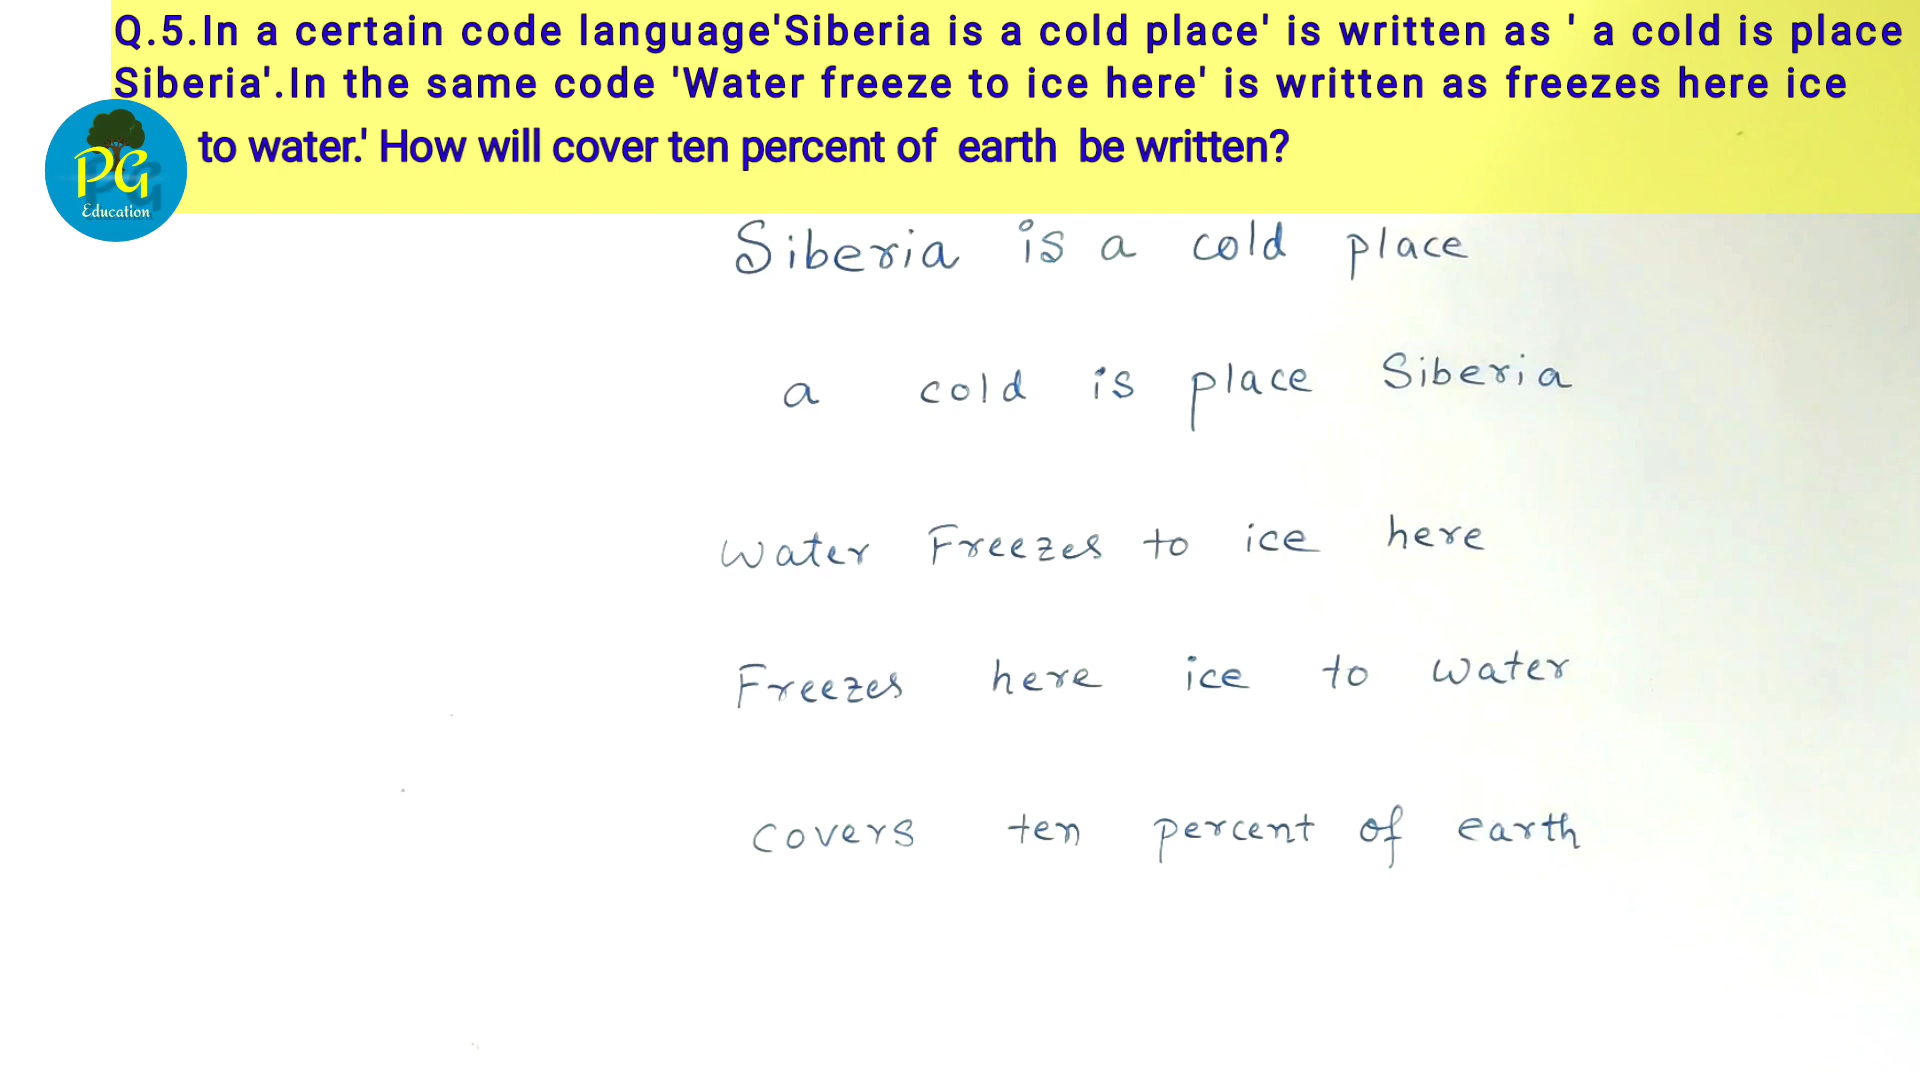 Q.5.In a certain code language'Siberia is a cold place' is written as ' a cold is place
Siberia'.In the same code 'Water freeze to ice here' is written as freezes here ice
to water.' How will cover ten percent of earth be written?
PG
Education
Siberia is a cold place
a cold is place Siberia
water Freezes to ice here
Freezes here ice to water
covers ten percent of earth